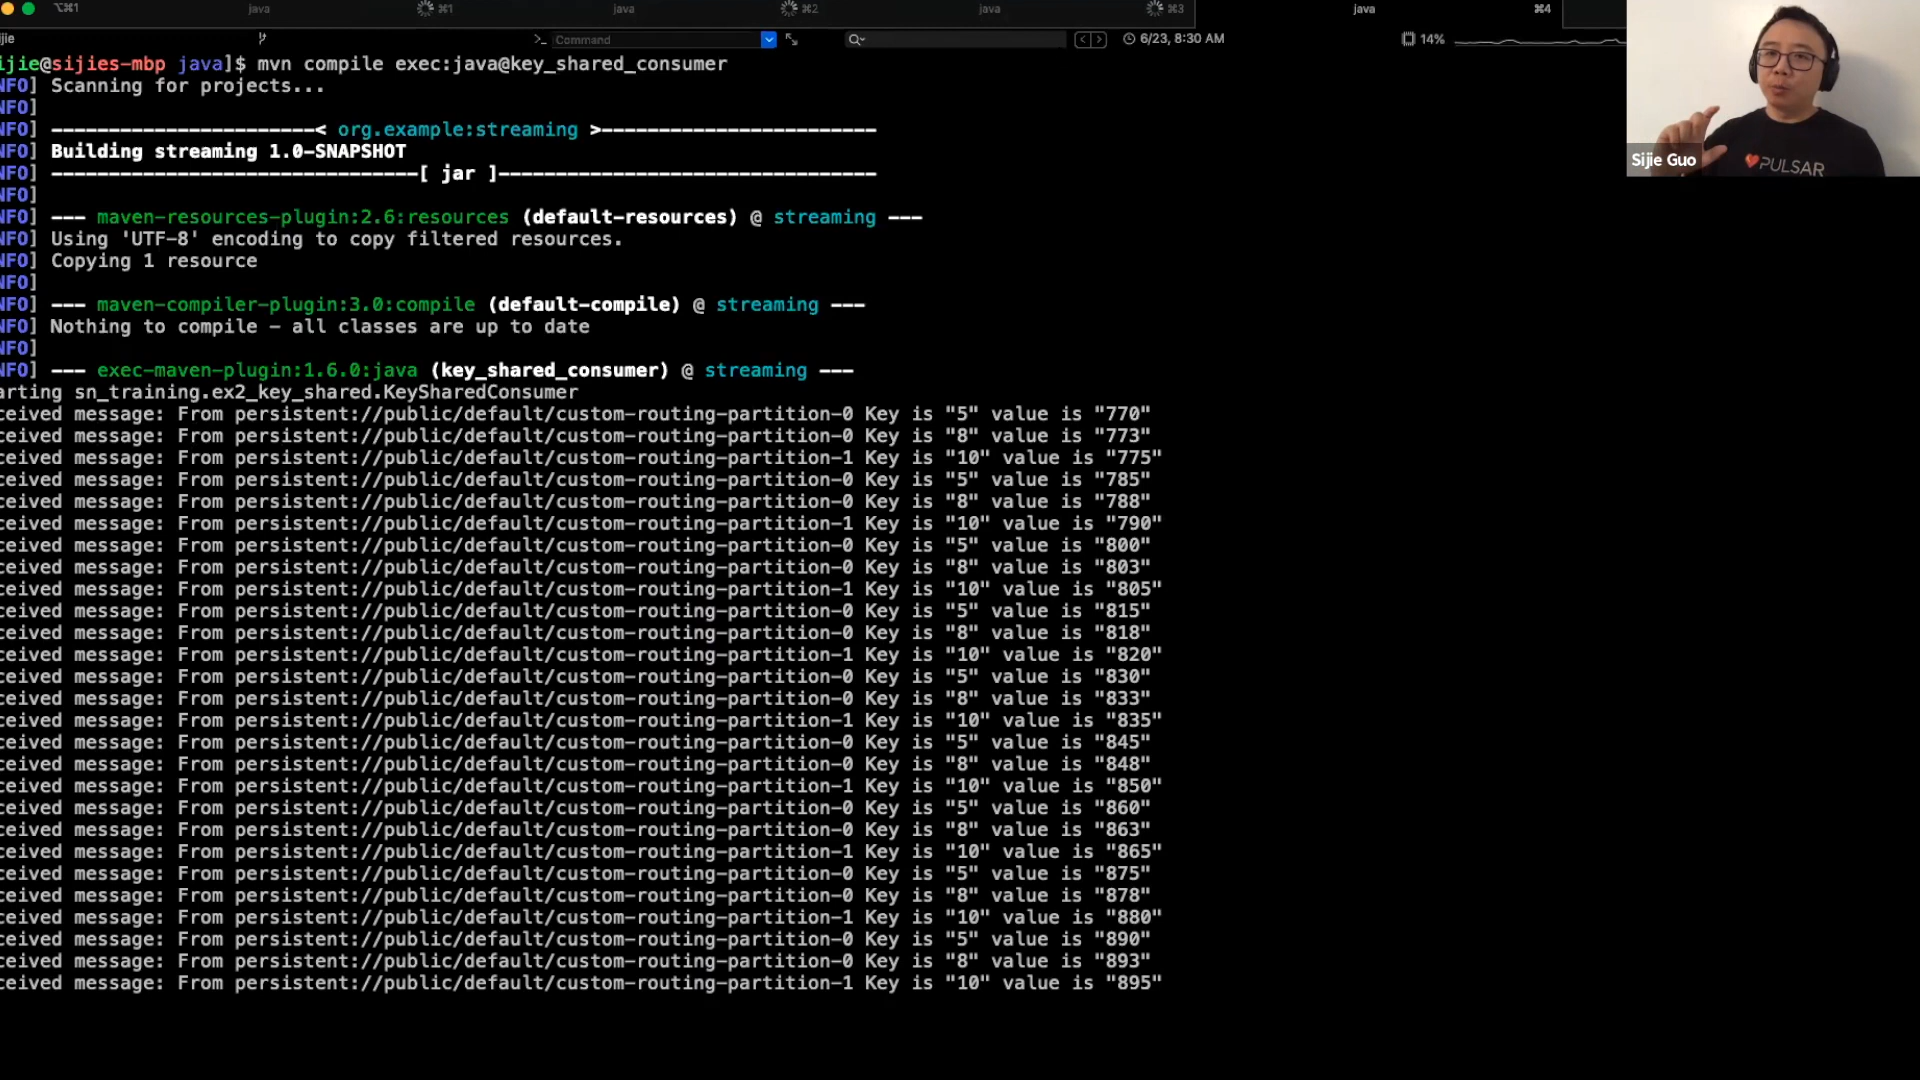 ⌥⌘1 java ⌘1 java ⌘2 java ⌘3 java ⌘4
ijie Command 6/23, 8:30 AM 14%
ijie@sijies-mbp java]$ mvn compile exec:java@key_shared_consumer
NFO] Scanning for projects...
NFO]
NFO] -----------------------< org.example:streaming >------------------------
NFO] Building streaming 1.0-SNAPSHOT
NFO] --------------------------------[ jar ]---------------------------------
NFO]
NFO] --- maven-resources-plugin:2.6:resources (default-resources) @ streaming ---
NFO] Using 'UTF-8' encoding to copy filtered resources.
NFO] Copying 1 resource
NFO]
NFO] --- maven-compiler-plugin:3.0:compile (default-compile) @ streaming ---
NFO] Nothing to compile - all classes are up to date
NFO]
NFO] --- exec-maven-plugin:1.6.0:java (key_shared_consumer) @ streaming ---
arting sn_training.ex2_key_shared.KeySharedConsumer
ceived message: From persistent://public/default/custom-routing-partition-0 Key is "5" value is "770"
ceived message: From persistent://public/default/custom-routing-partition-0 Key is "8" value is "773"
ceived message: From persistent://public/default/custom-routing-partition-1 Key is "10" value is "775"
ceived message: From persistent://public/default/custom-routing-partition-0 Key is "5" value is "785"
ceived message: From persistent://public/default/custom-routing-partition-0 Key is "8" value is "788"
ceived message: From persistent://public/default/custom-routing-partition-1 Key is "10" value is "790"
ceived message: From persistent://public/default/custom-routing-partition-0 Key is "5" value is "800"
ceived message: From persistent://public/default/custom-routing-partition-0 Key is "8" value is "803"
ceived message: From persistent://public/default/custom-routing-partition-1 Key is "10" value is "805"
ceived message: From persistent://public/default/custom-routing-partition-0 Key is "5" value is "815"
ceived message: From persistent://public/default/custom-routing-partition-0 Key is "8" value is "818"
ceived message: From persistent://public/default/custom-routing-partition-1 Key is "10" value is "820"
ceived message: From persistent://public/default/custom-routing-partition-0 Key is "5" value is "830"
ceived message: From persistent://public/default/custom-routing-partition-0 Key is "8" value is "833"
ceived message: From persistent://public/default/custom-routing-partition-1 Key is "10" value is "835"
ceived message: From persistent://public/default/custom-routing-partition-0 Key is "5" value is "845"
ceived message: From persistent://public/default/custom-routing-partition-0 Key is "8" value is "848"
ceived message: From persistent://public/default/custom-routing-partition-1 Key is "10" value is "850"
ceived message: From persistent://public/default/custom-routing-partition-0 Key is "5" value is "860"
ceived message: From persistent://public/default/custom-routing-partition-0 Key is "8" value is "863"
ceived message: From persistent://public/default/custom-routing-partition-1 Key is "10" value is "865"
ceived message: From persistent://public/default/custom-routing-partition-0 Key is "5" value is "875"
ceived message: From persistent://public/default/custom-routing-partition-0 Key is "8" value is "878"
ceived message: From persistent://public/default/custom-routing-partition-1 Key is "10" value is "880"
ceived message: From persistent://public/default/custom-routing-partition-0 Key is "5" value is "890"
ceived message: From persistent://public/default/custom-routing-partition-0 Key is "8" value is "893"
ceived message: From persistent://public/default/custom-routing-partition-1 Key is "10" value is "895"
Sijie Guo
PULSAR